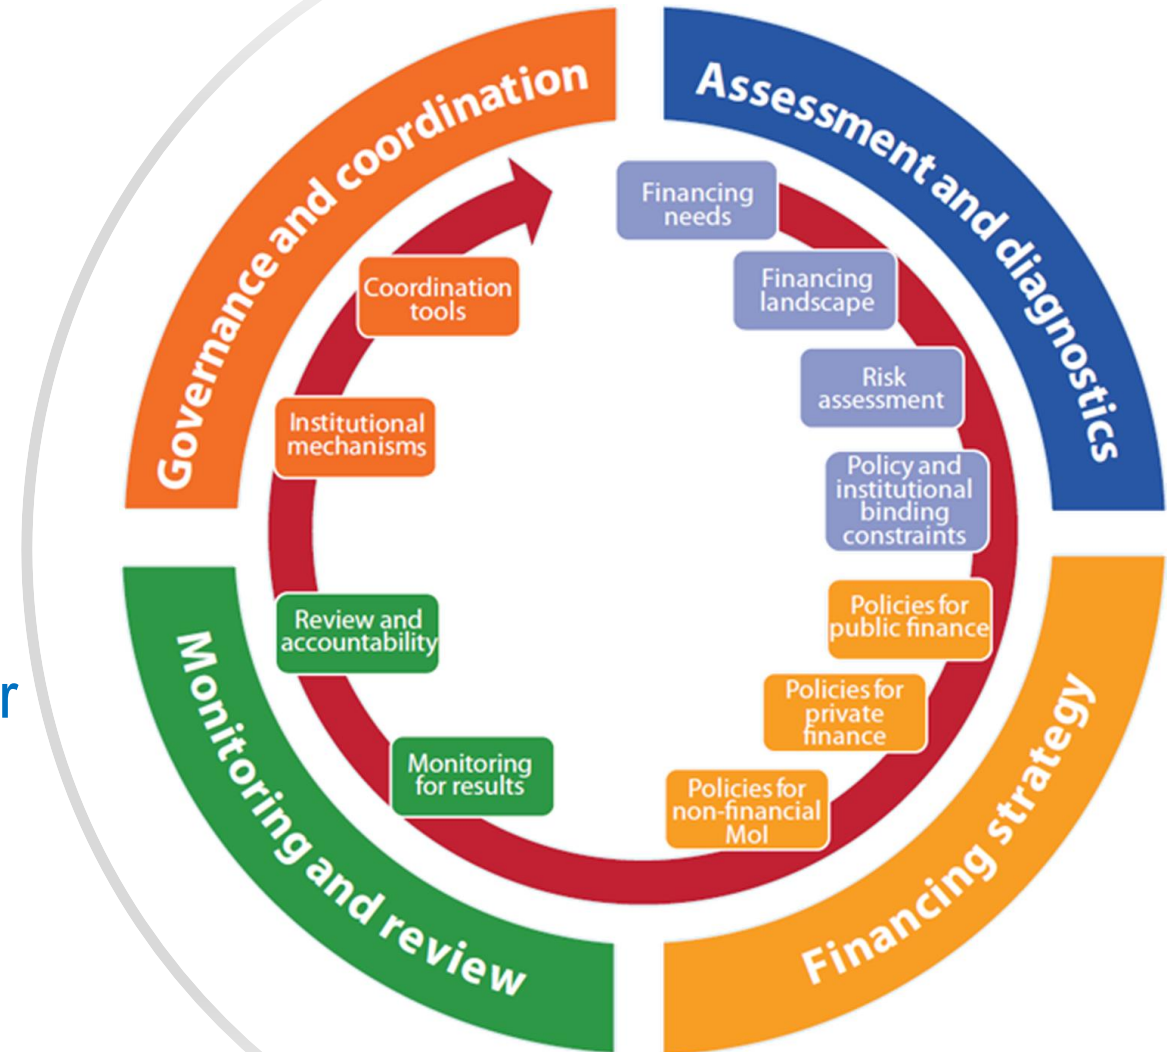 Governance and coordination
Assessment and diagnostics
Financing
needs
Financing
landscape
Risk
assessment
Policy and
institutional
binding
constraints
Policies for
public finance
Policies for
private
finance
Policies for
non-financial
MoI
Financing strategy
Monitoring
for results
Review and
accountability
Monitoring and review
Institutional
mechanisms
Coordination
tools
r